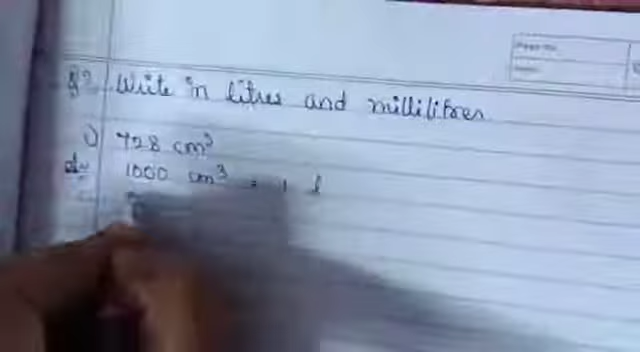 Q2 Write in litres and millilitres
i) 728 cm³
1000 cm³ = 1 l